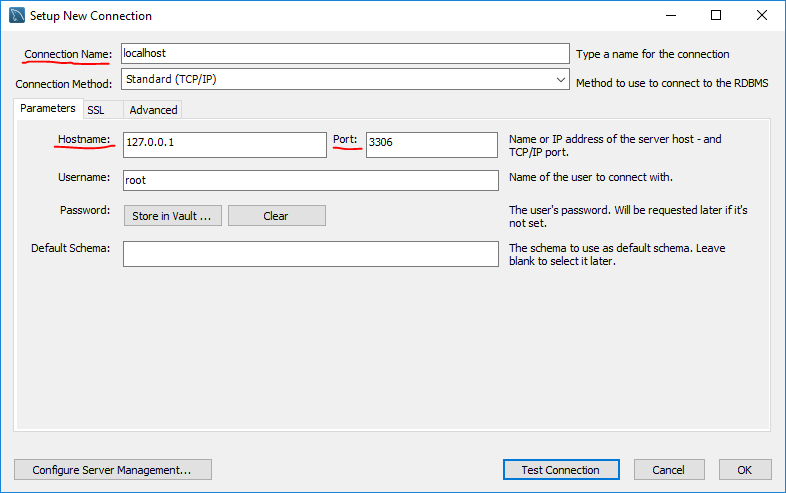 Setup New Connection
Connection Name: localhost Type a name for the connection
Connection Method: Standard (TCP/IP) Method to use to connect to the RDBMS
Parameters SSL Advanced
Hostname: 127.0.0.1 Port: 3306 Name or IP address of the server host - and
TCP/IP port.
Username: root Name of the user to connect with.
Password: Store in Vault ... Clear The user's password. Will be requested later if it's
not set.
Default Schema: The schema to use as default schema. Leave
blank to select it later.
Configure Server Management... Test Connection Cancel OK